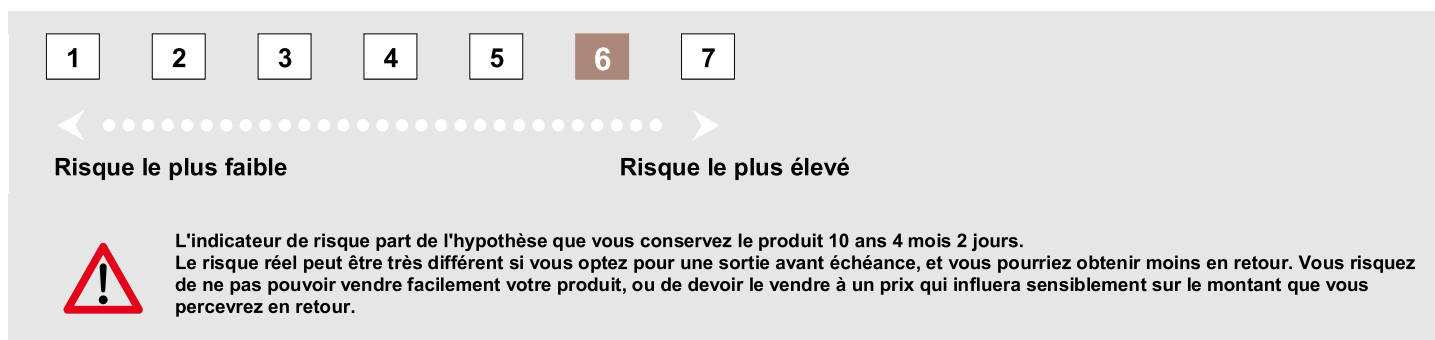 1 2 3 4 5 6 7
Risque le plus faible Risque le plus élevé
L'indicateur de risque part de l'hypothèse que vous conservez le produit 10 ans 4 mois 2 jours.
Le risque réel peut être très différent si vous optez pour une sortie avant échéance, et vous pourriez obtenir moins en retour. Vous risquez
de ne pas pouvoir vendre facilement votre produit, ou de devoir le vendre à un prix qui influera sensiblement sur le montant que vous
percevrez en retour.